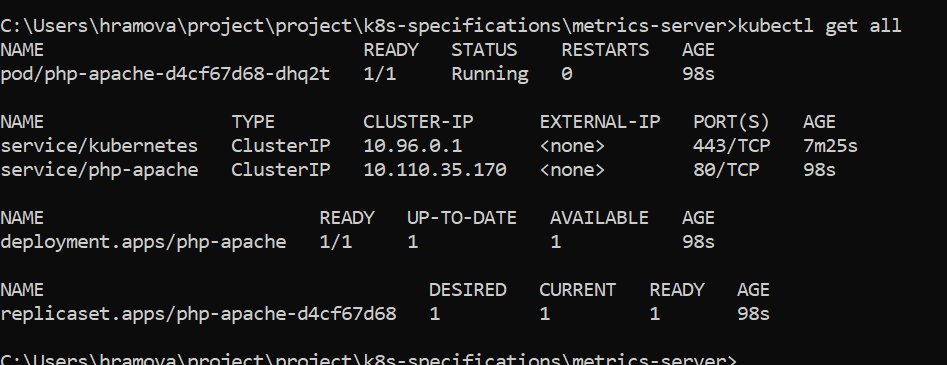 C:\Users\hramova\project\project\k8s-specifications\metrics-server>kubectl get all
NAME READY STATUS RESTARTS AGE
pod/php-apache-d4cf67d68-dhq2t 1/1 Running 0 98s
NAME TYPE CLUSTER-IP EXTERNAL-IP PORT(S) AGE
service/kubernetes ClusterIP 10.96.0.1 <none> 443/TCP 7m25s
service/php-apache ClusterIP 10.110.35.170 <none> 80/TCP 98s
NAME READY UP-TO-DATE AVAILABLE AGE
deployment.apps/php-apache 1/1 1 1 98s
NAME DESIRED CURRENT READY AGE
replicaset.apps/php-apache-d4cf67d68 1 1 1 98s
C:\Users\hramova\project\project\k8s-specifications\metrics-server>